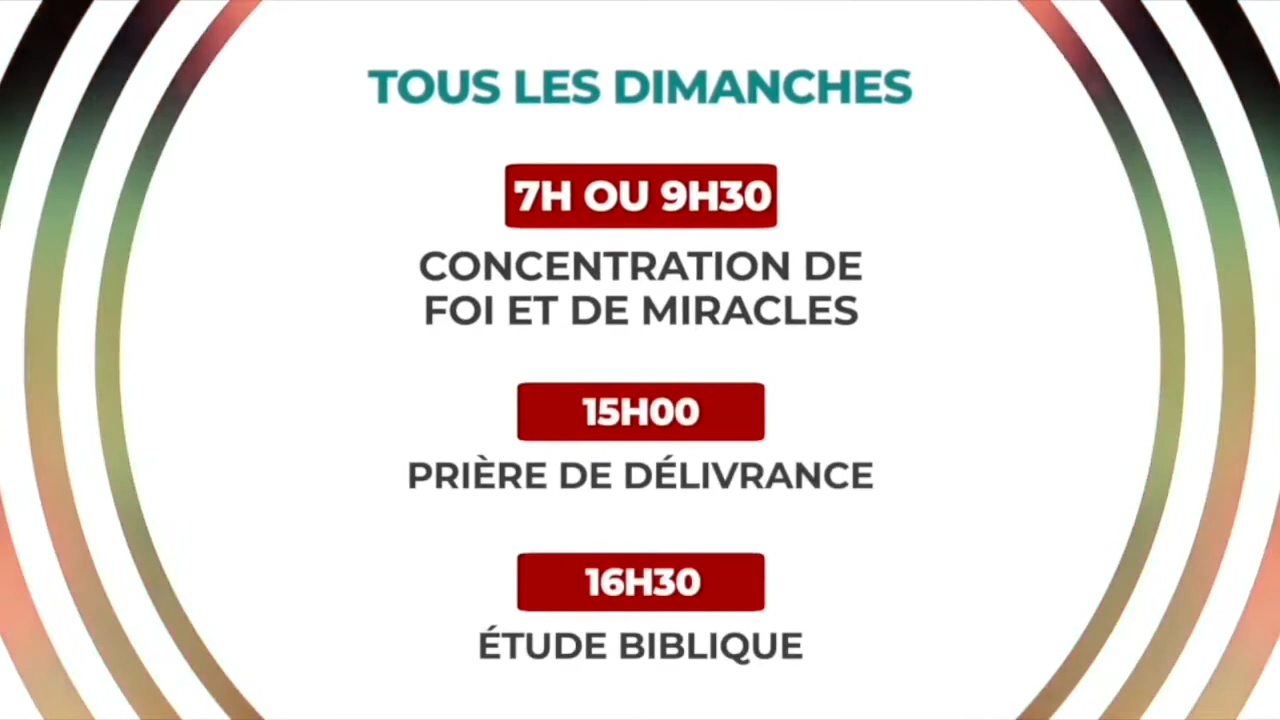 TOUS LES DIMANCHES
7H OU 9H30
CONCENTRATION DE
FOI ET DE MIRACLES
15H00
PRIÈRE DE DÉLIVRANCE
16H30
ÉTUDE BIBLIQUE